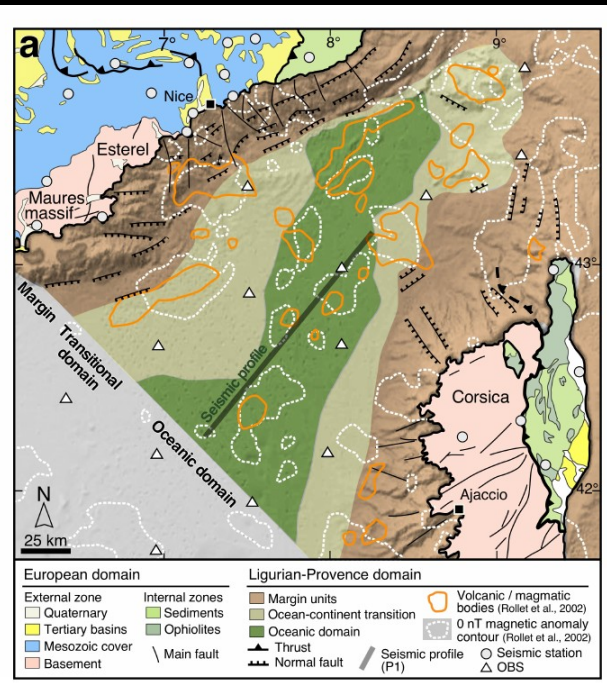 a
7°
8°
9°
Nice
Esterel
Maures
massif
43°
Margin
Transitional
domain
Seismic profile
Oceanic domain
Corsica
42°
Ajaccio
N
25 km
European domain
Ligurian-Provence domain
External zone
Internal zones
Quaternary
Sediments
Tertiary basins
Ophiolites
Mesozoic cover
Main fault
Basement
Margin units
Ocean-continent transition
Oceanic domain
Thrust
Normal fault
Seismic profile
(P1)
Volcanic / magmatic
bodies (Rollet et al., 2002)
0 nT magnetic anomaly
contour (Rollet et al., 2002)
Seismic station
OBS